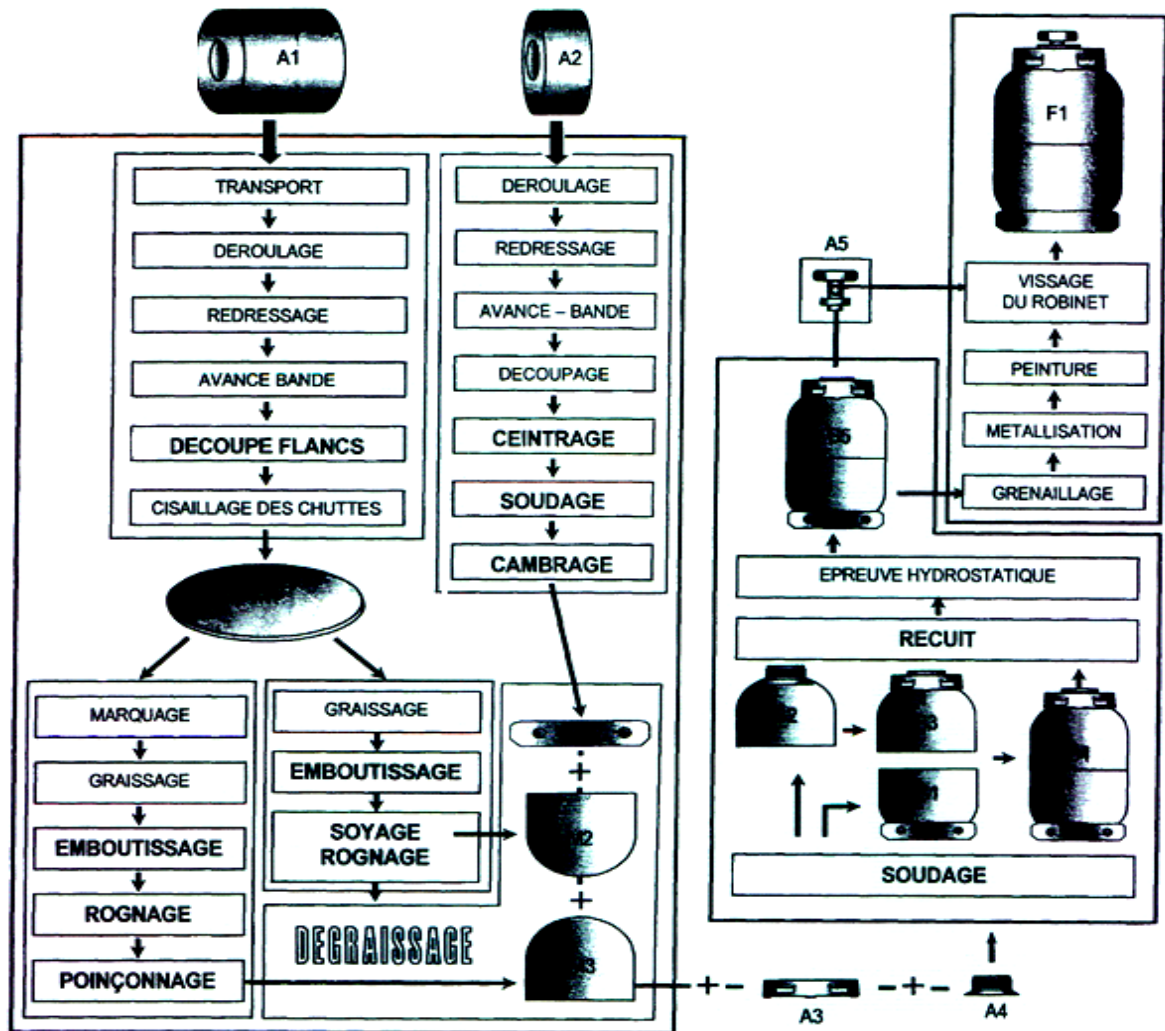 A1
A2
TRANSPORT
DEROULAGE
REDRESSAGE
AVANCE BANDE
DECOUPE FLANCS
CISAILLAGE DES CHUTTES
DEROULAGE
REDRESSAGE
AVANCE – BANDE
DECOUPAGE
CEINTRAGE
SOUDAGE
CAMBRAGE
MARQUAGE
GRAISSAGE
EMBOUTISSAGE
ROGNAGE
POINÇONNAGE
GRAISSAGE
EMBOUTISSAGE
SOYAGE
ROGNAGE
DEGRAISSAGE
+
+
+
A3
+
A4
SOUDAGE
RECUIT
EPREUVE HYDROSTATIQUE
A5
GRENAILLAGE
METALLISATION
PEINTURE
VISSAGE
DU ROBINET
F1